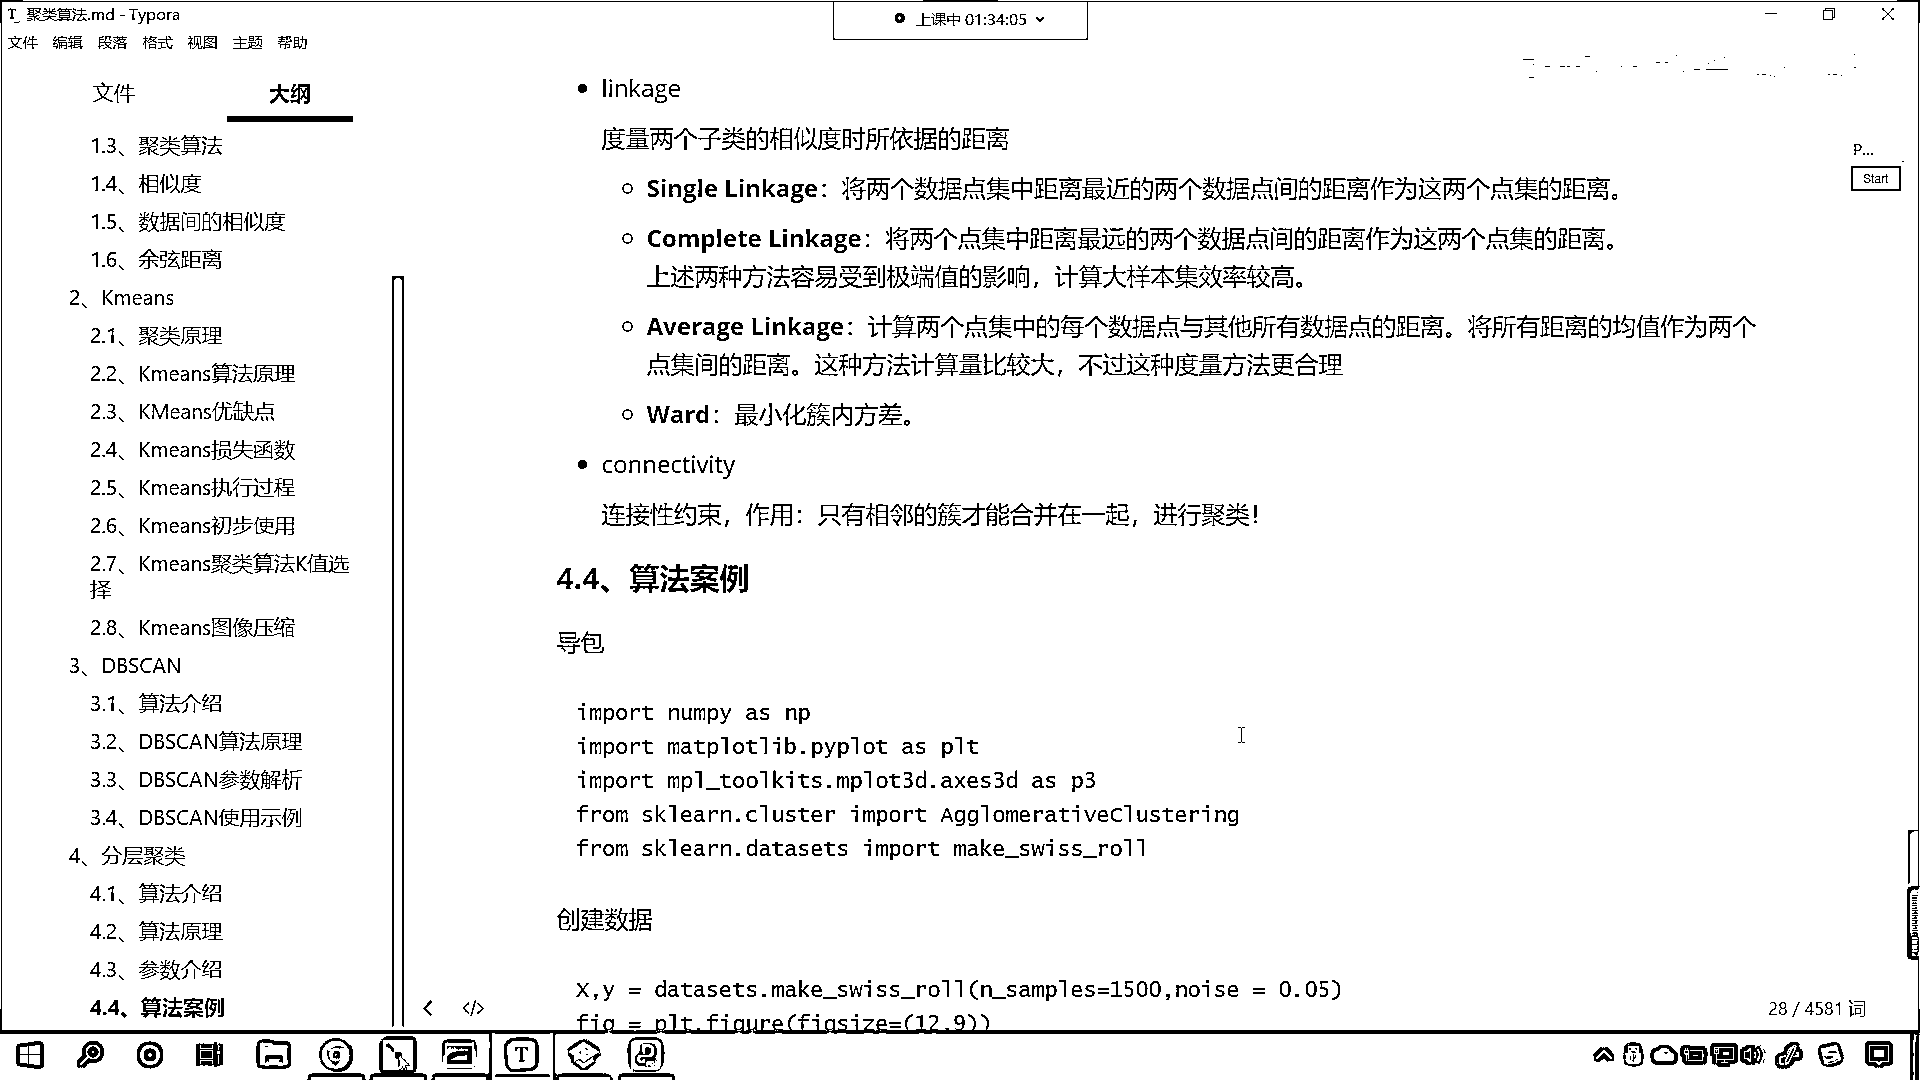 聚类算法.md - Typora
上课中 01:34:05
文件 编辑 段落 格式 视图 主题 帮助
文件 大纲
1.3、聚类算法
1.4、相似度
1.5、数据间的相似度
1.6、余弦距离
2、Kmeans
2.1、聚类原理
2.2、Kmeans算法原理
2.3、KMeans优缺点
2.4、Kmeans损失函数
2.5、Kmeans执行过程
2.6、Kmeans初步使用
2.7、Kmeans聚类算法K值选
择
2.8、Kmeans图像压缩
3、DBSCAN
3.1、算法介绍
3.2、DBSCAN算法原理
3.3、DBSCAN参数解析
3.4、DBSCAN使用示例
4、分层聚类
4.1、算法介绍
4.2、算法原理
4.3、参数介绍
4.4、算法案例
linkage
度量两个子类的相似度时所依据的距离
Single Linkage：将两个数据点集中距离最近的两个数据点间的距离作为这两个点集的距离。
Complete Linkage：将两个点集中距离最远的两个数据点间的距离作为这两个点集的距离。
上述两种方法容易受到极端值的影响，计算大样本集效率较高。
Average Linkage：计算两个点集中的每个数据点与其他所有数据点的距离。将所有距离的均值作为两个
点集间的距离。这种方法计算量比较大，不过这种度量方法更合理
Ward：最小化簇内方差。
connectivity
连接性约束，作用：只有相邻的簇才能合并在一起，进行聚类！
4.4、算法案例
导包
import numpy as np
import matplotlib.pyplot as plt
import mpl_toolkits.mplot3d.axes3d as p3
from sklearn.cluster import AgglomerativeClustering
from sklearn.datasets import make_swiss_roll
创建数据
X,y = datasets.make_swiss_roll(n_samples=1500,noise = 0.05)
fig = plt.figure(figsize=(12,9))
P...
Start
28 / 4581 词